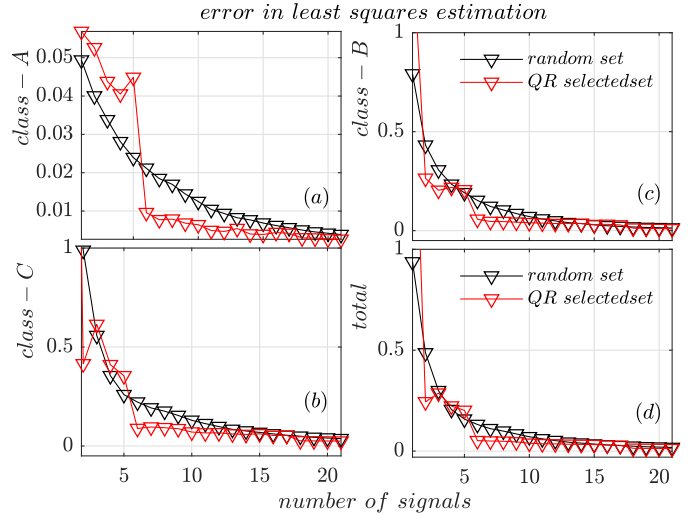 error in least squares estimation
class − A
0.05
0.04
0.03
0.02
0.01
(a)
class − B
1
0.5
0
random set
QR selectedset
(c)
class − C
1
0.5
0
(b)
5 10 15 20
total
1
0.5
0
random set
QR selectedset
(d)
5 10 15 20
number of signals